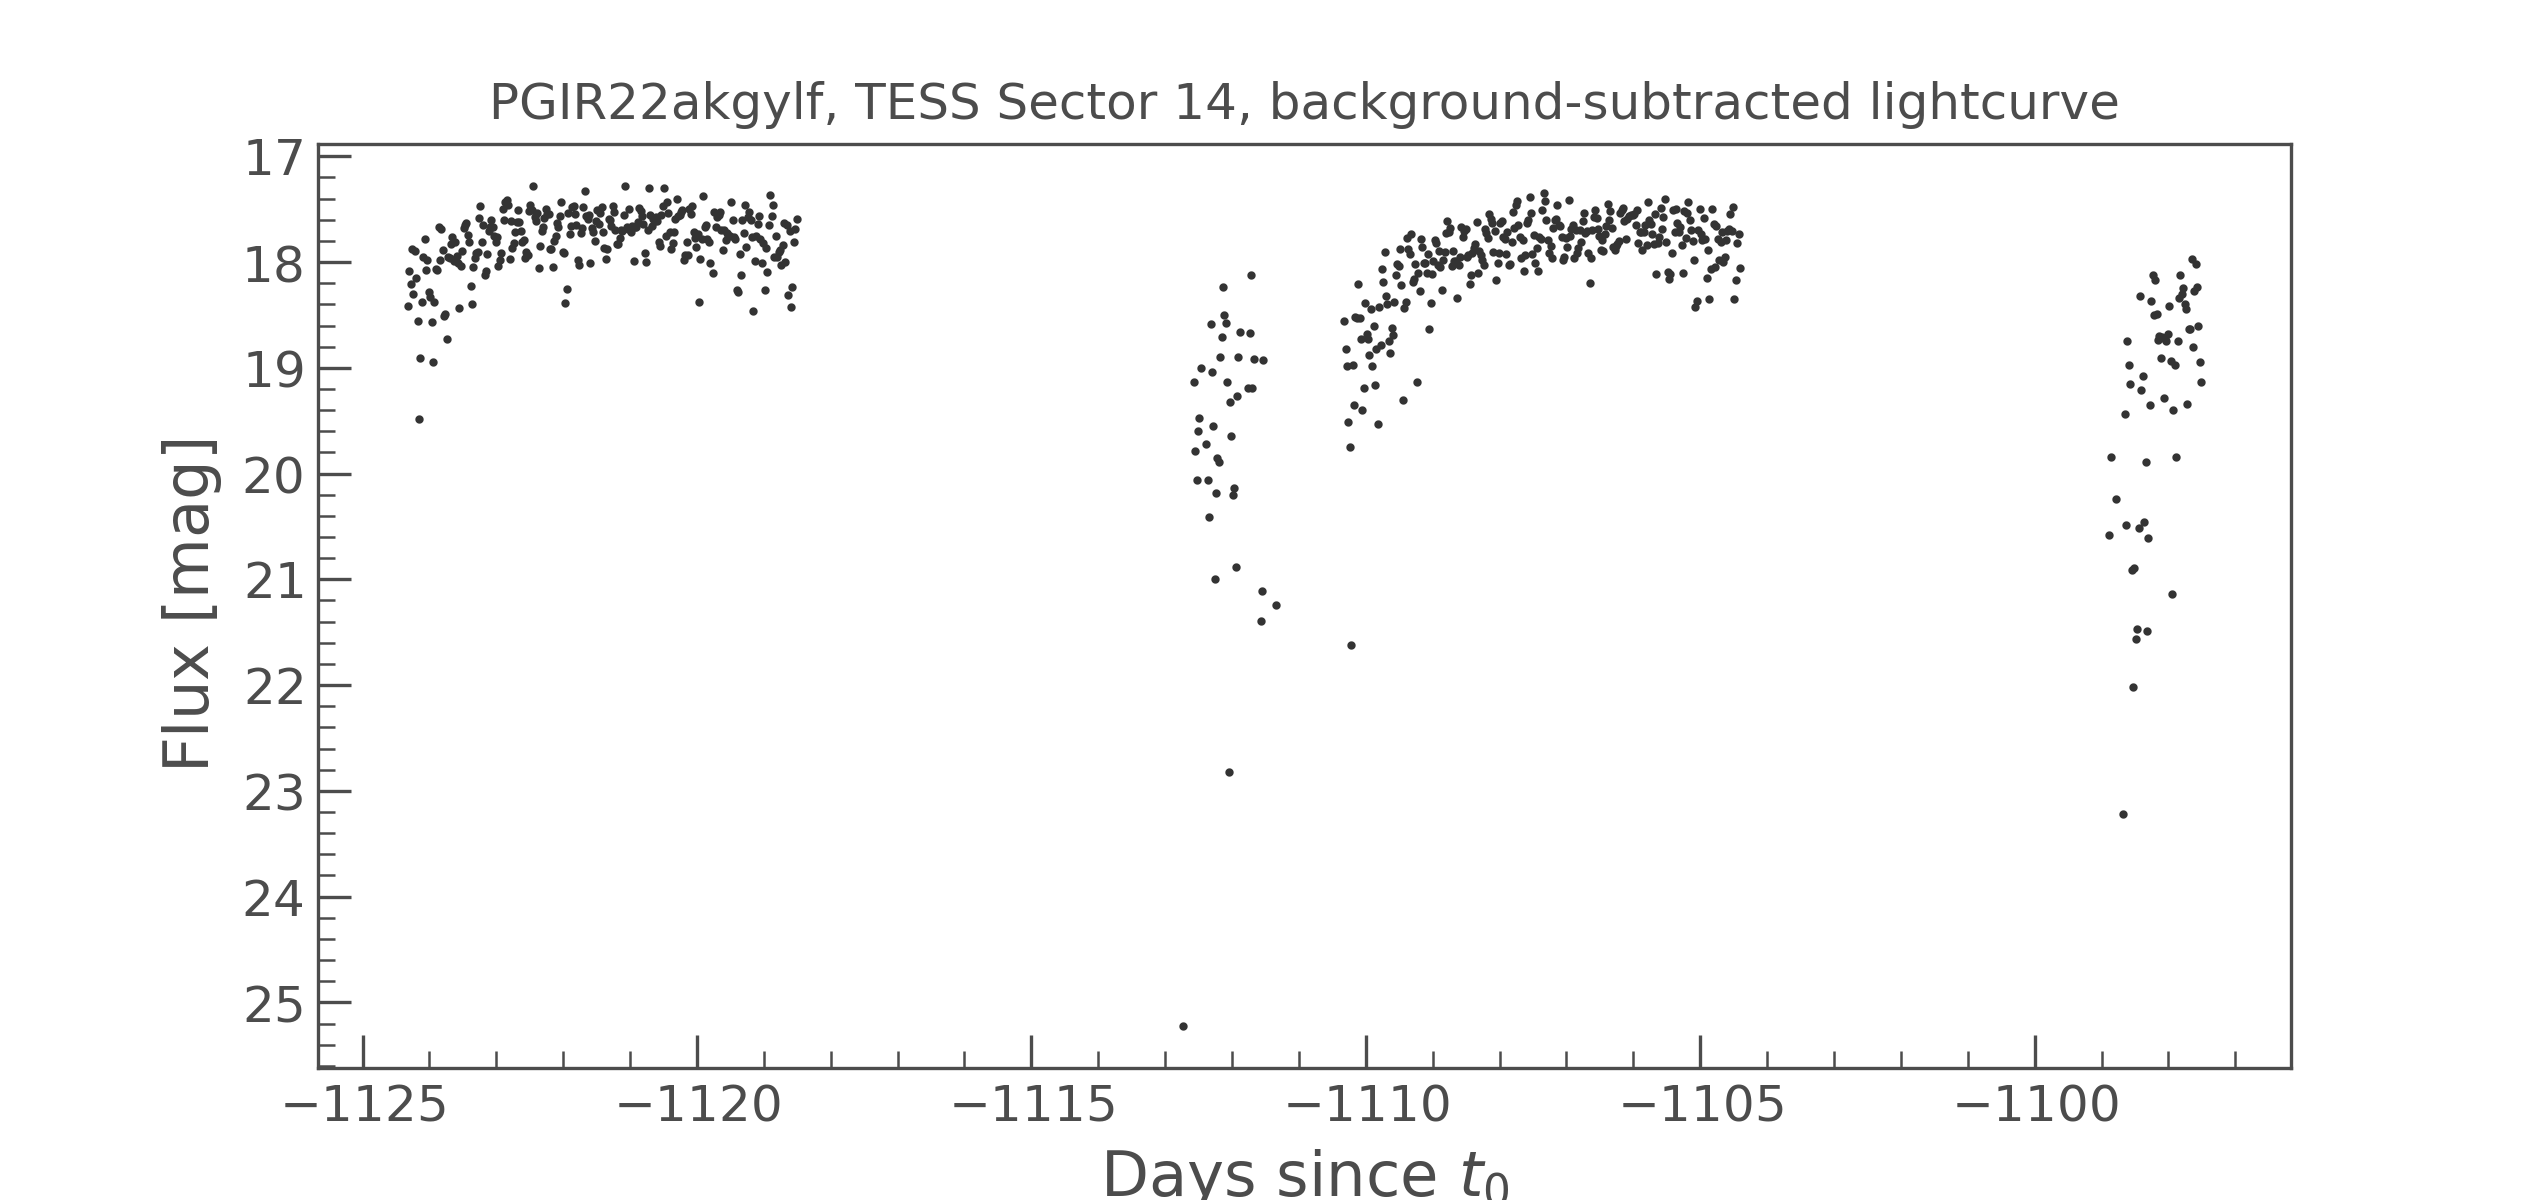 PGIR22akgylf, TESS Sector 14, background-subtracted lightcurve
17
18
19
20
21
22
23
24
25
Flux [mag]
−1125 −1120 −1115 −1110 −1105 −1100
Days since t₀